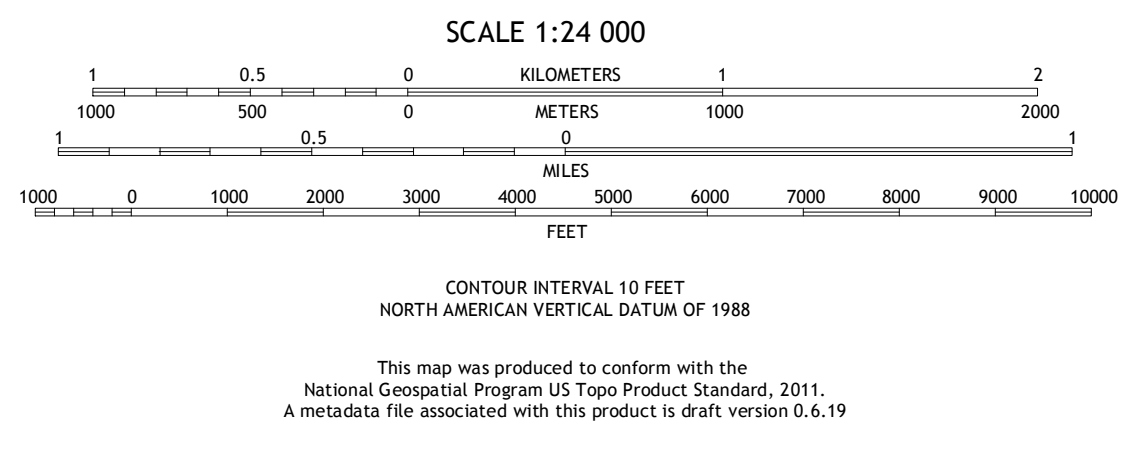 SCALE 1:24 000
1 0.5 0 KILOMETERS 1 2
1000 500 0 METERS 1000 2000
1 0.5 0 1
MILES
1000 0 1000 2000 3000 4000 5000 6000 7000 8000 9000 10000
FEET
CONTOUR INTERVAL 10 FEET
NORTH AMERICAN VERTICAL DATUM OF 1988
This map was produced to conform with the
National Geospatial Program US Topo Product Standard, 2011.
A metadata file associated with this product is draft version 0.6.19